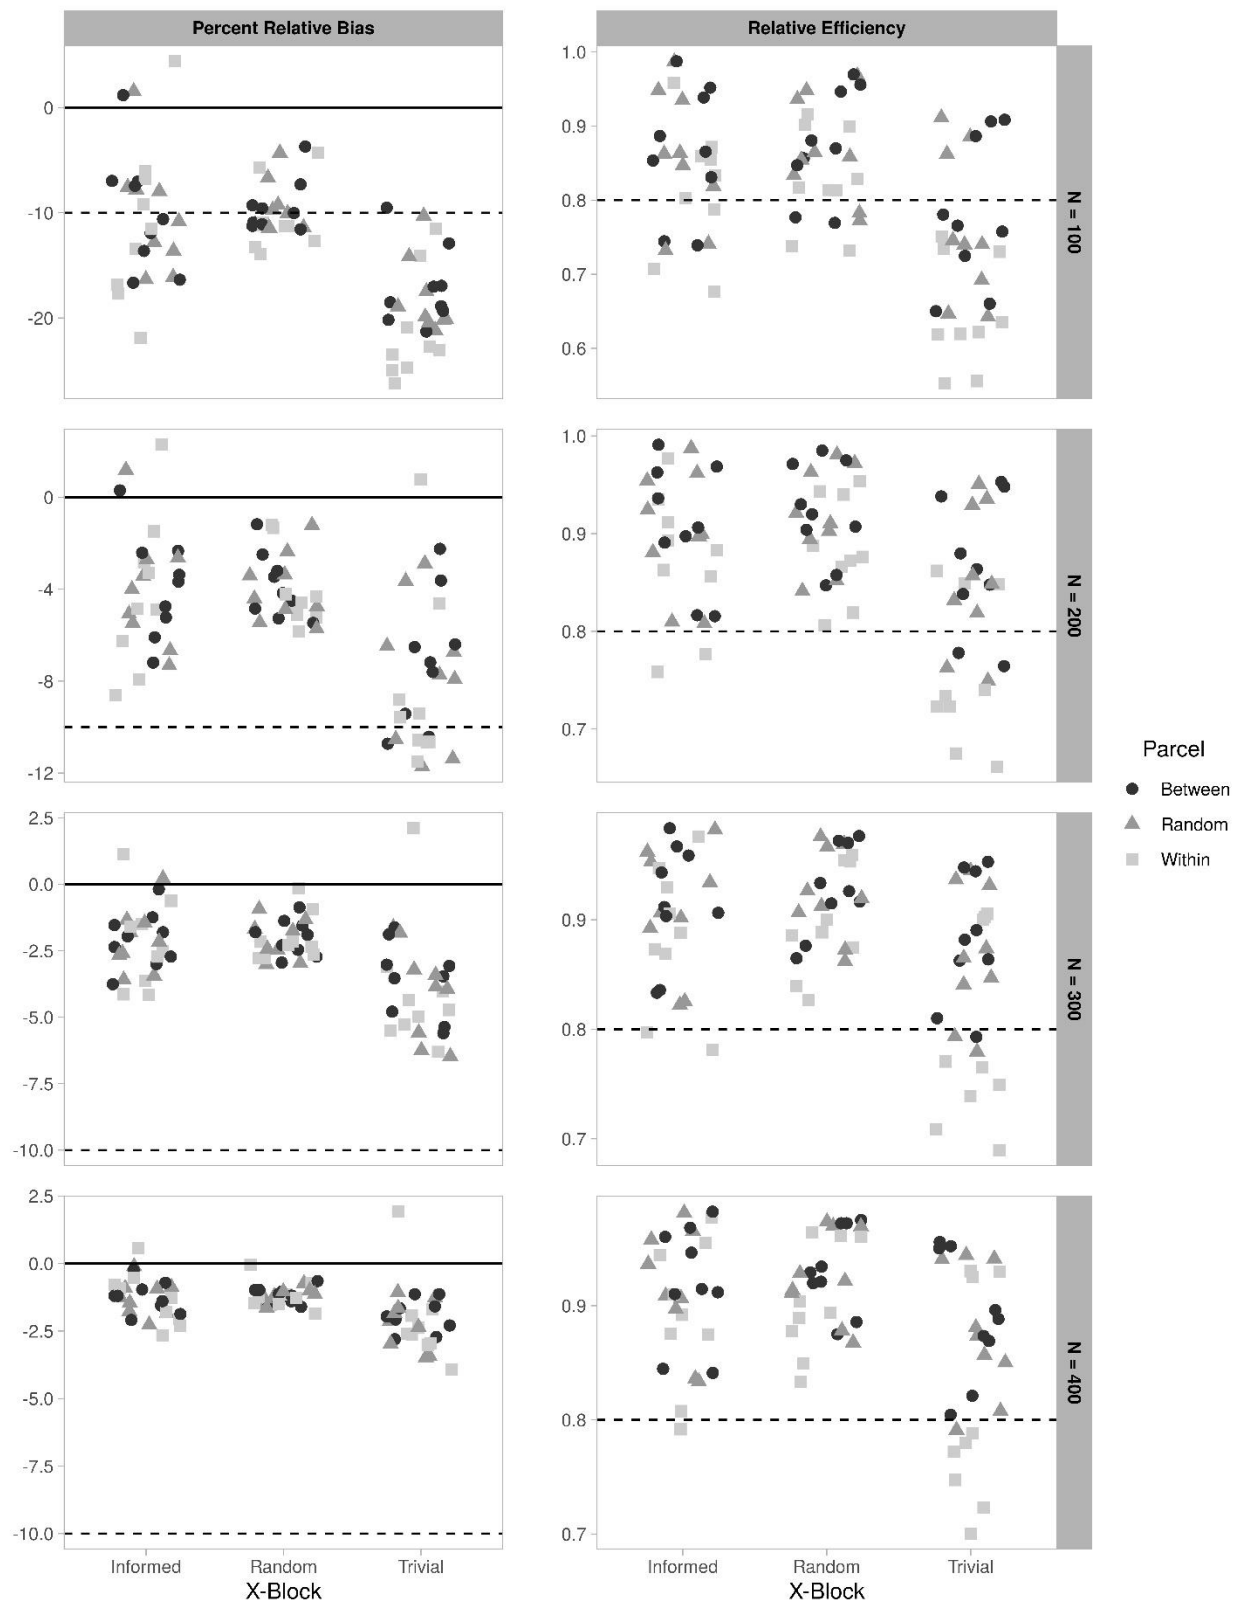 Percent Relative Bias
Relative Efficiency
0
-10
-20
1.0
0.9
0.8
0.7
0.6
N = 100
0
-4
-8
-12
1.0
0.9
0.8
0.7
N = 200
2.5
0.0
-2.5
-5.0
-7.5
-10.0
0.9
0.8
0.7
N = 300
2.5
0.0
-2.5
-5.0
-7.5
-10.0
0.9
0.8
0.7
N = 400
Informed Random Trivial
X-Block
Informed Random Trivial
X-Block
Parcel
Between
Random
Within